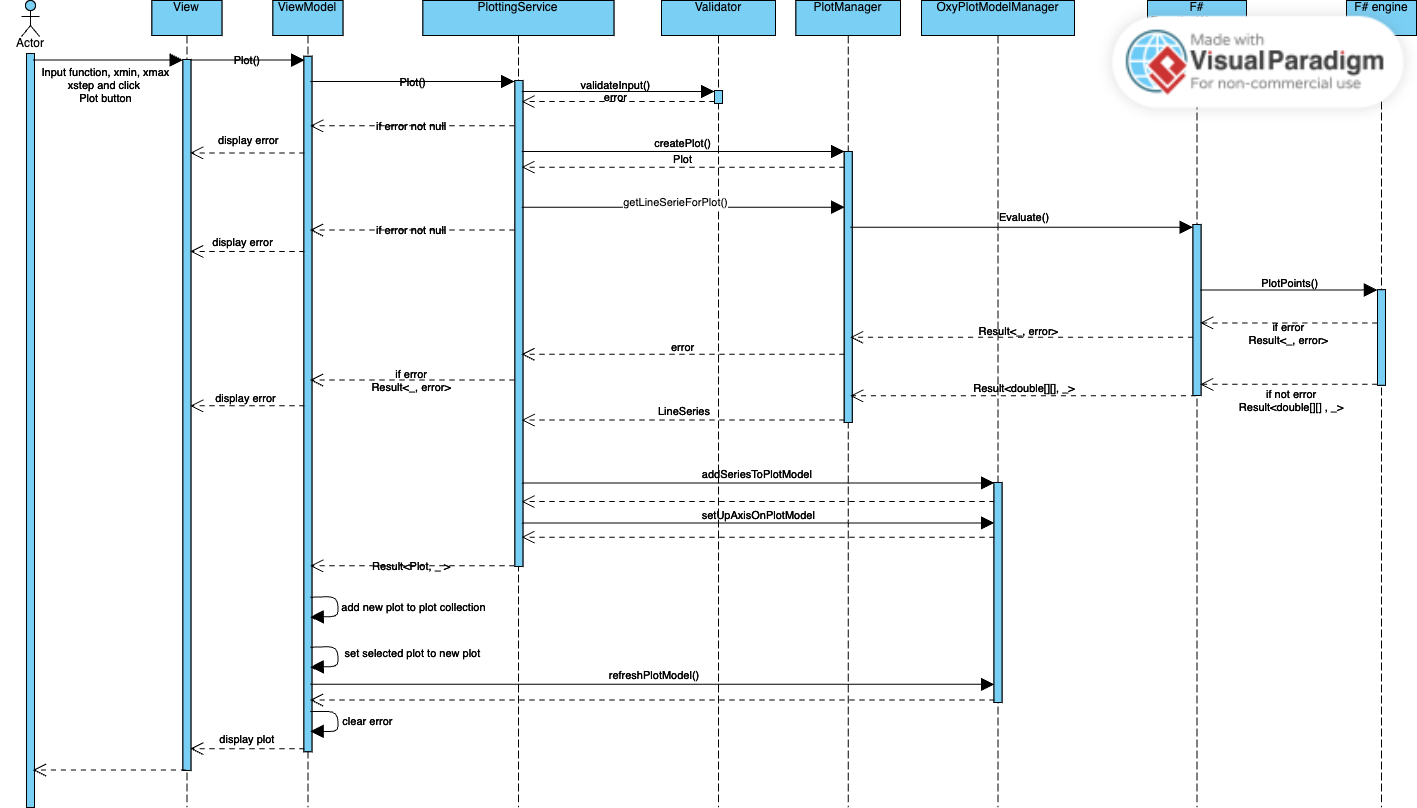 View
ViewModel
PlottingService
Validator
PlotManager
OxyPlotModelManager
F#
F# engine
Actor
Made with
Visual Paradigm
For non-commercial use
Plot()
Input function, xmin, xmax
xstep and click
Plot button
Plot()
validateInput()
error
if error not null
display error
createPlot()
Plot
getLineSerieForPlot()
Evaluate()
if error not null
display error
PlotPoints()
if error
Result<_, error>
Result<_, error>
error
if error
Result<_, error>
display error
Result<double[][], _>
if not error
Result<double[][] , _>
LineSeries
addSeriesToPlotModel
setUpAxisOnPlotModel
Result<Plot, _>
add new plot to plot collection
set selected plot to new plot
refreshPlotModel()
clear error
display plot